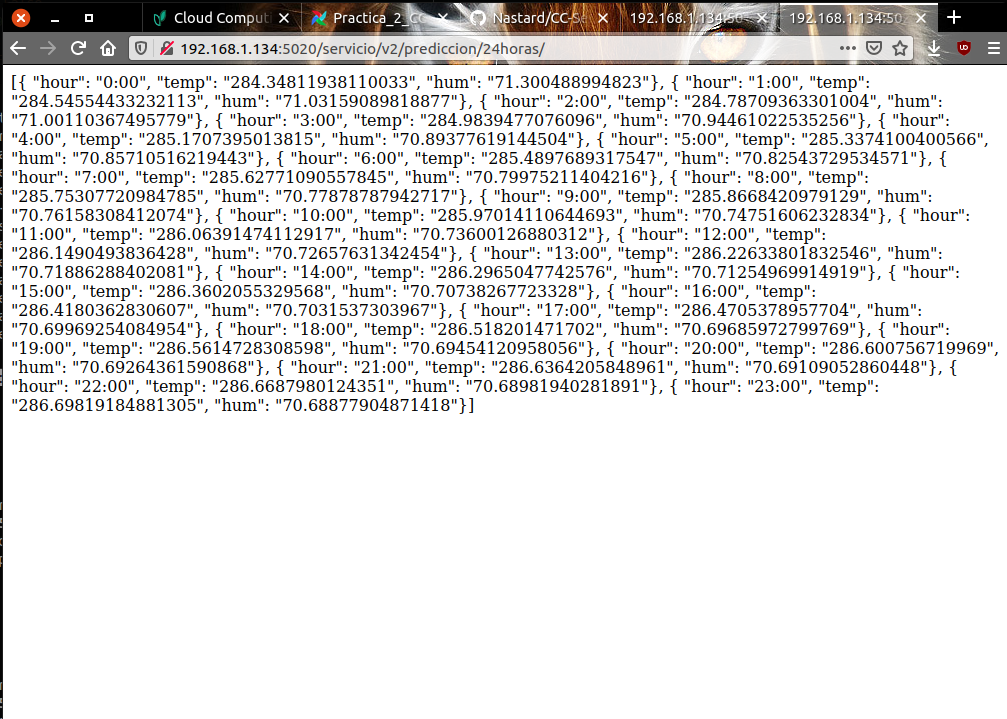 Cloud Computi
Practica_2_CC
Nastard/CC-Se
192.168.1.134:50
192.168.1.134:50
192.168.1.134:5020/servicio/v2/prediccion/24horas/
[{ "hour": "0:00", "temp": "284.34811938110033", "hum": "71.300488994823"}, { "hour": "1:00", "temp":
"284.54554433232113", "hum": "71.03159089818877"}, { "hour": "2:00", "temp": "284.78709363301004", "hum":
"71.00110367495779"}, { "hour": "3:00", "temp": "284.9839477076096", "hum": "70.94461022535256"}, { "hour":
"4:00", "temp": "285.1707395013815", "hum": "70.89377619144504"}, { "hour": "5:00", "temp": "285.3374100400566",
"hum": "70.85710516219443"}, { "hour": "6:00", "temp": "285.4897689317547", "hum": "70.82543729534571"}, {
"hour": "7:00", "temp": "285.62771090557845", "hum": "70.79975211404216"}, { "hour": "8:00", "temp":
"285.75307720984785", "hum": "70.77878787942717"}, { "hour": "9:00", "temp": "285.8668420979129", "hum":
"70.76158308412074"}, { "hour": "10:00", "temp": "285.97014110644693", "hum": "70.74751606232834"}, { "hour":
"11:00", "temp": "286.06391474112917", "hum": "70.73600126880312"}, { "hour": "12:00", "temp":
"286.1490493836428", "hum": "70.72657631342454"}, { "hour": "13:00", "temp": "286.22633801832546", "hum":
"70.71886288402081"}, { "hour": "14:00", "temp": "286.2965047742576", "hum": "70.71254969914919"}, { "hour":
"15:00", "temp": "286.3602055329568", "hum": "70.70738267723328"}, { "hour": "16:00", "temp":
"286.4180362830607", "hum": "70.7031537303967"}, { "hour": "17:00", "temp": "286.4705378957704", "hum":
"70.69969254084954"}, { "hour": "18:00", "temp": "286.518201471702", "hum": "70.69685972799769"}, { "hour":
"19:00", "temp": "286.5614728308598", "hum": "70.69454120958056"}, { "hour": "20:00", "temp": "286.600756719969",
"hum": "70.69264361590868"}, { "hour": "21:00", "temp": "286.6364205848961", "hum": "70.69109052860448"}, {
"hour": "22:00", "temp": "286.6687980124351", "hum": "70.68981940281891"}, { "hour": "23:00", "temp":
"286.69819184881305", "hum": "70.68877904871418"}]